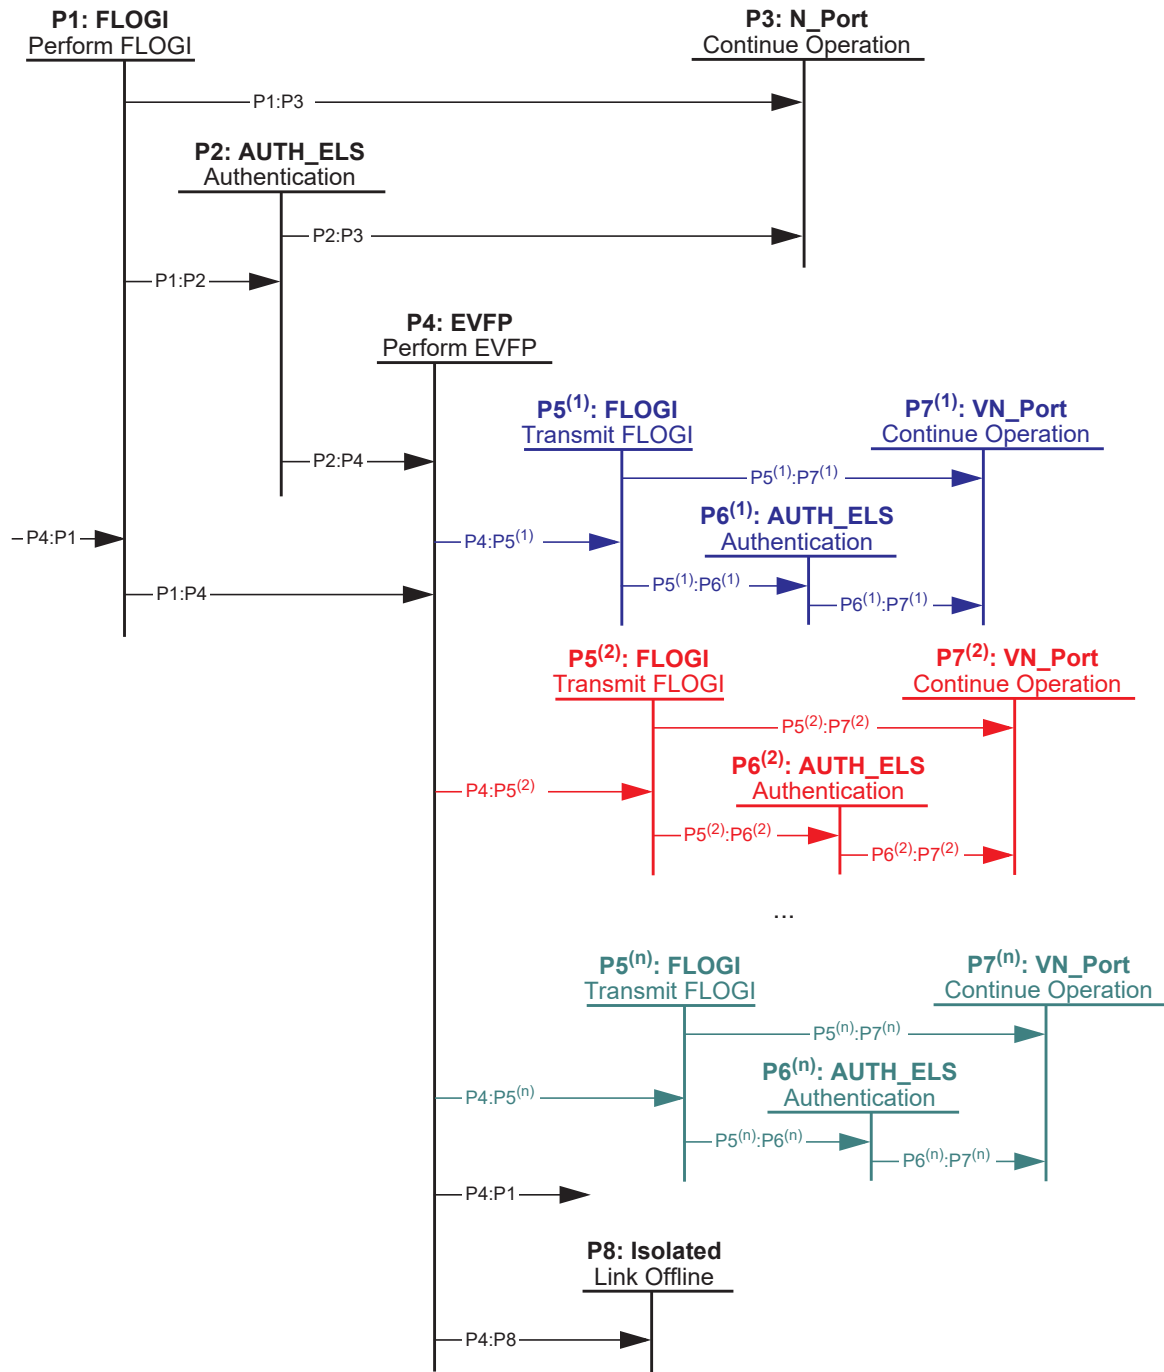 P1: FLOGI
Perform FLOGI
P3: N_Port
Continue Operation
P1:P3
P2: AUTH_ELS
Authentication
P2:P3
P1:P2
P4: EVFP
Perform EVFP
P5(1): FLOGI
Transmit FLOGI
P7(1): VN_Port
Continue Operation
P2:P4
P5(1):P7(1)
P6(1): AUTH_ELS
Authentication
P4:P1
P4:P5(1)
P5(1):P6(1)
P1:P4
P6(1):P7(1)
P5(2): FLOGI
Transmit FLOGI
P7(2): VN_Port
Continue Operation
P5(2):P7(2)
P6(2): AUTH_ELS
Authentication
P4:P5(2)
P5(2):P6(2)
P6(2):P7(2)
...
P5(n): FLOGI
Transmit FLOGI
P7(n): VN_Port
Continue Operation
P5(n):P7(n)
P6(n): AUTH_ELS
Authentication
P4:P5(n)
P5(n):P6(n)
P6(n):P7(n)
P4:P1
P8: Isolated
Link Offline
P4:P8